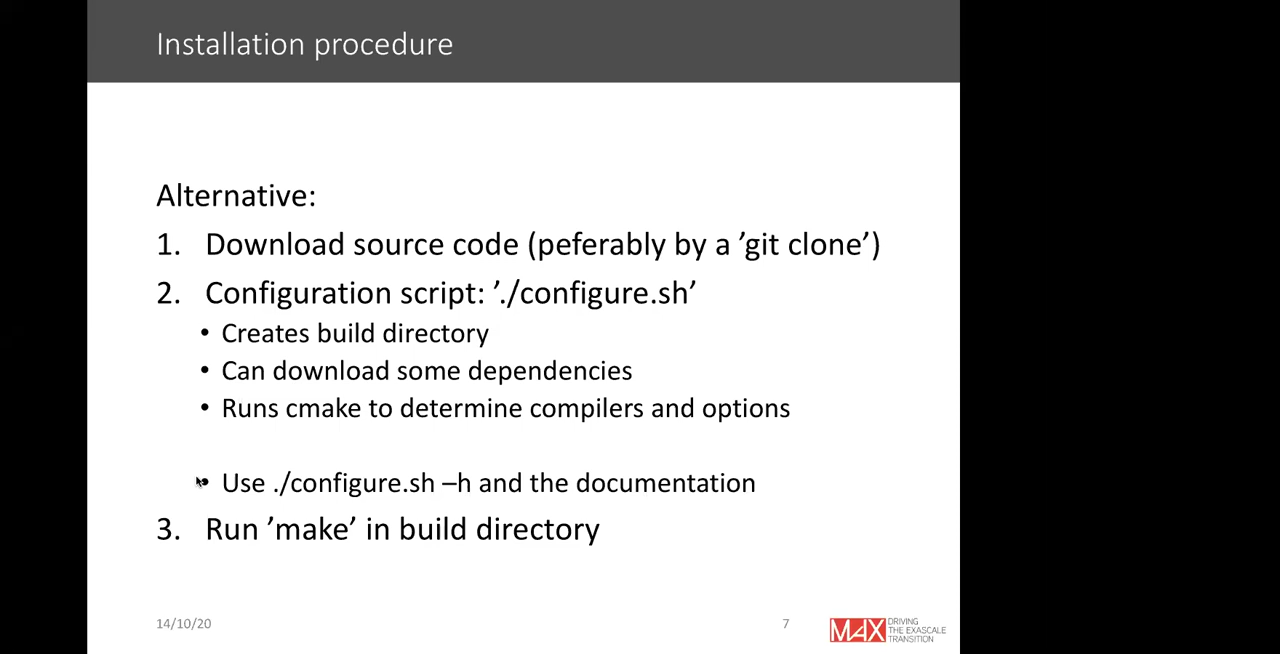 Installation procedure
Alternative:
1. Download source code (peferably by a ’git clone’)
2. Configuration script: ’./configure.sh’
• Creates build directory
• Can download some dependencies
• Runs cmake to determine compilers and options
• Use ./configure.sh –h and the documentation
3. Run ’make’ in build directory
14/10/20
7
MAX
DRIVING
THE EXASCALE
TRANSITION